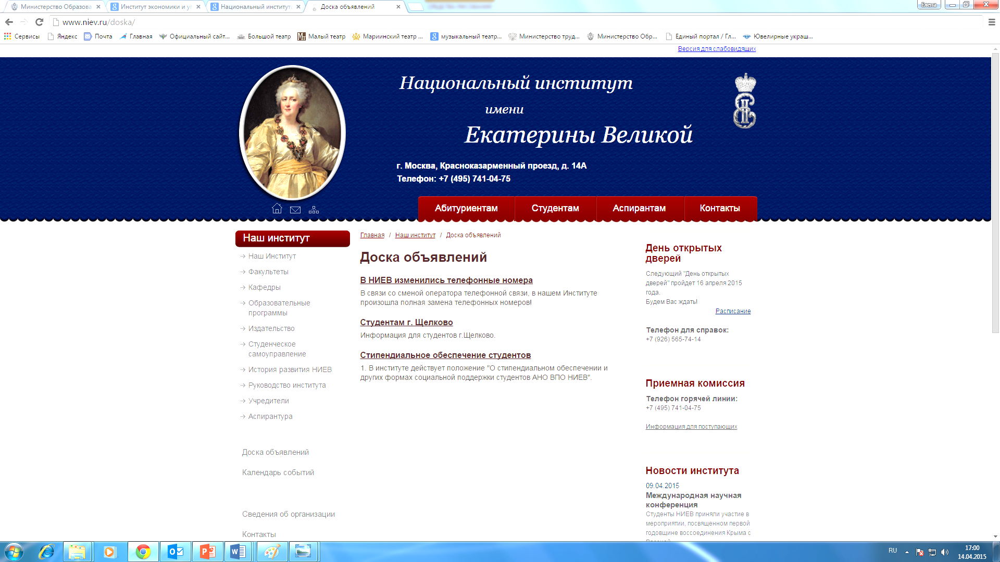 Министерство Образова
Институт экономики и уп
Национальный институт
Доска объявлений
Елена
www.niev.ru/doska/
Сервисы
Яндекс
Почта
Главная
Официальный сайт...
Большой театр
Малый театр
Мариинский театр ...
музыкальный театр...
Министерство труд...
Министерство Обр...
Единый портал / Гл...
Ювелирные украш...
Версия для слабовидящих
Национальный институт
имени
Екатерины Великой
г. Москва, Красноказарменный проезд, д. 14А
Телефон: +7 (495) 741-04-75
Абитуриентам
Студентам
Аспирантам
Контакты
Наш институт
Наш Институт
Факультеты
Кафедры
Образовательные
программы
Издательство
Студенческое
самоуправление
История развития НИЕВ
Руководство института
Учредители
Аспирантура
Доска объявлений
Календарь событий
Сведения об организации
Контакты
Главная / Наш институт / Доска объявлений
Доска объявлений
В НИЕВ изменились телефонные номера
В связи со сменой оператора телефонной связи, в нашем Институте
произошла полная замена телефонных номеров!
Студентам г. Щелково
Информация для студентов г.Щелково.
Стипендиальное обеспечение студентов
1. В институте действует положение "О стипендиальном обеспечении и
других формах социальной поддержки студентов АНО ВПО НИЕВ".
День открытых
дверей
Следующий "День открытых
дверей" пройдет 16 апреля 2015
года.
Будем Вас ждать!
Расписание
Телефон для справок:
+7 (926) 565-74-14
Приемная комиссия
Телефон горячей линии:
+7 (495) 741-04-75
Информация для поступающих
Новости института
09.04.2015
Международная научная
конференция
Студенты НИЕВ приняли участие в
мероприятии, посвященном первой
годовщине воссоединения Крыма с
RU
17:00
14.04.2015